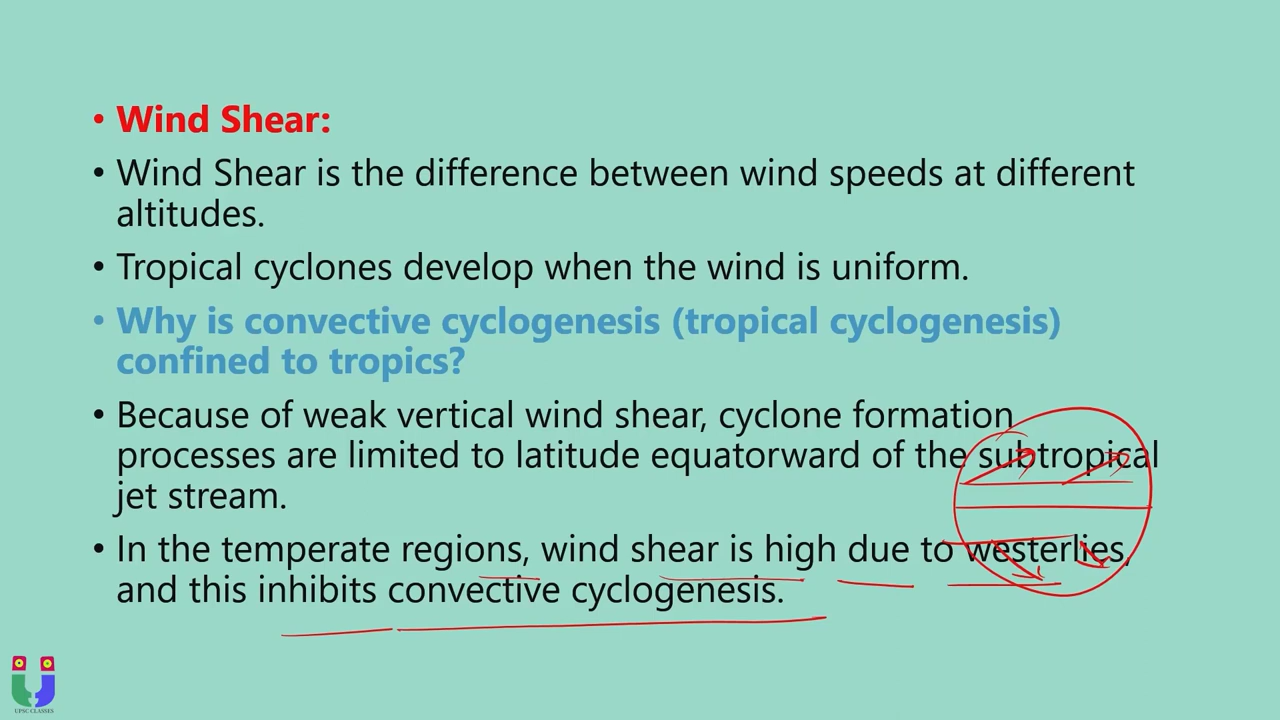 • Wind Shear:
• Wind Shear is the difference between wind speeds at different
altitudes.
• Tropical cyclones develop when the wind is uniform.
• Why is convective cyclogenesis (tropical cyclogenesis)
confined to tropics?
• Because of weak vertical wind shear, cyclone formation
processes are limited to latitude equatorward of the subtropical
jet stream.
• In the temperate regions, wind shear is high due to westerlies,
and this inhibits convective cyclogenesis.
UPSC CLASSES